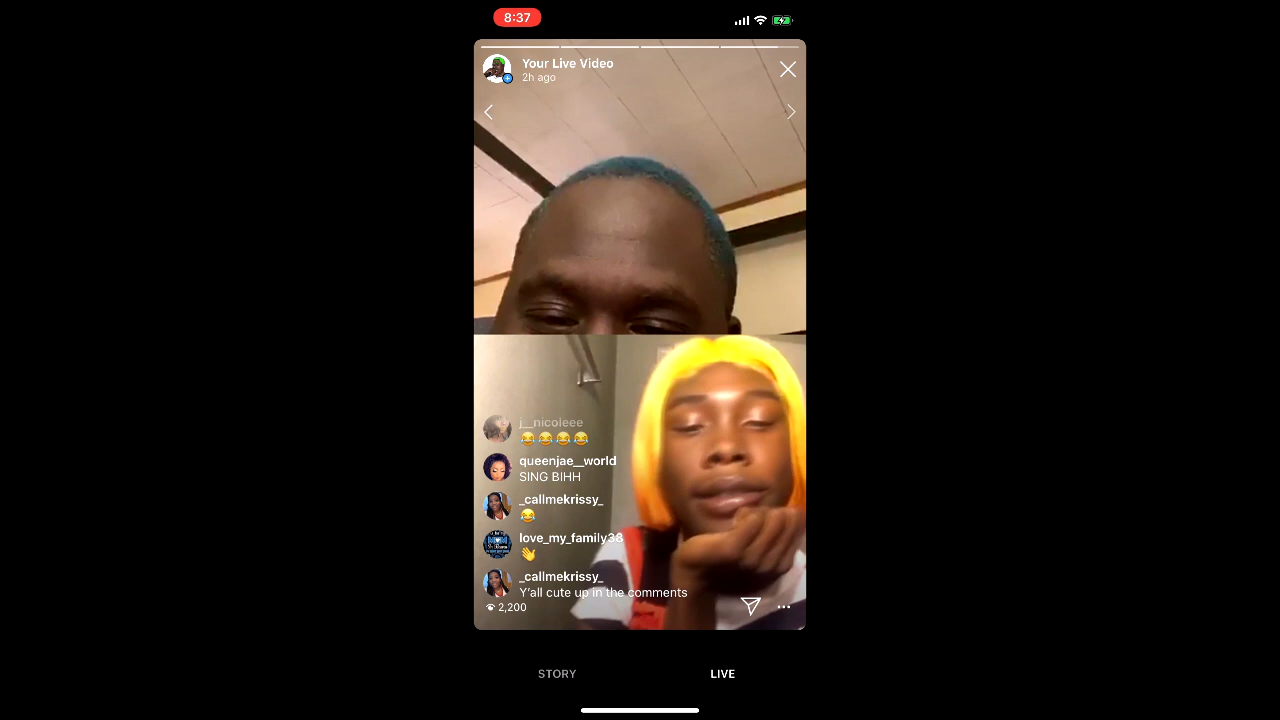 8:37
Your Live Video
2h ago
j__nicoleee
😂😂😂😂
queenjae__world
SING BIHH
_callmekrissy_
😂
love_my_family38
👋
_callmekrissy_
Y'all cute up in the comments
2,200
STORY
LIVE